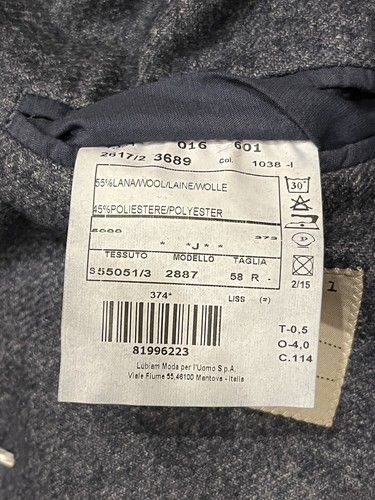 016 601
2617/2 3689 Col. 1038 -I
55%LANA/WOOL/LAINE/WOLLE
45%POLIESTERE/POLYESTER
5680 373
* *J* *
TESSUTO MODELLO TAGLIA
S55051/3 2887 58 R -
374* LISS (=)
81996223
Lubiam Moda per l'Uomo S.p.A.
Viale Fiume 55,46100 Mantova - Italia
30°
P
2/15
T-0,5
O-4,0
C.114
1